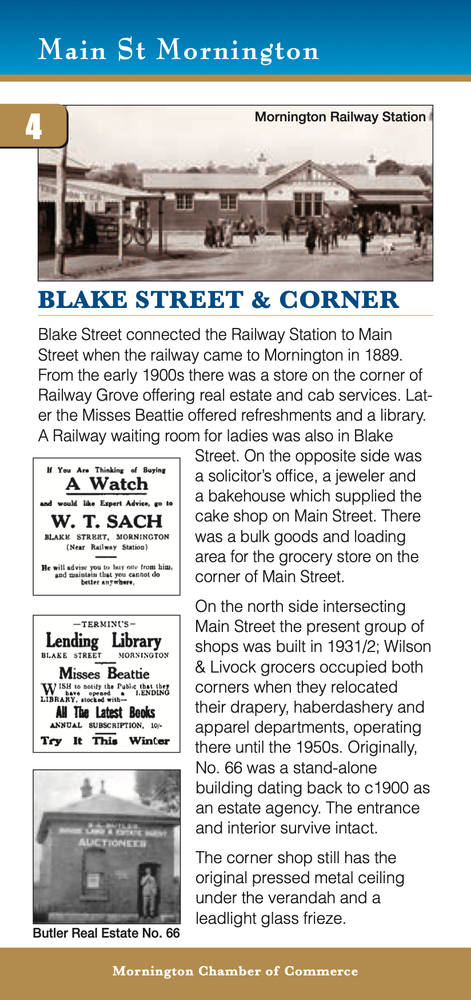 Main St Mornington
4
Mornington Railway Station
BLAKE STREET & CORNER
Blake Street connected the Railway Station to Main
Street when the railway came to Mornington in 1889.
From the early 1900s there was a store on the corner of
Railway Grove offering real estate and cab services. Lat-
er the Misses Beattie offered refreshments and a library.
A Railway waiting room for ladies was also in Blake
Street. On the opposite side was
a solicitor's office, a jeweler and
a bakehouse which supplied the
cake shop on Main Street. There
was a bulk goods and loading
area for the grocery store on the
corner of Main Street.
On the north side intersecting
Main Street the present group of
shops was built in 1931/2; Wilson
& Livock grocers occupied both
corners when they relocated
their drapery, haberdashery and
apparel departments, operating
there until the 1950s. Originally,
No. 66 was a stand-alone
building dating back to c1900 as
an estate agency. The entrance
and interior survive intact.
The corner shop still has the
original pressed metal ceiling
under the verandah and a
leadlight glass frieze.
If You Are Thinking of Buying
A Watch
and would like Expert Advice, go to
W. T. SACH
BLAKE STREET, MORNINGTON
(Near Railway Station)
He will advise you to buy one from him,
and maintain that you cannot do
better anywhere,
—TERMINUS—
Lending Library
BLAKE STREET MORNINGTON
Misses Beattie
WISH to notify the Public that they
have opened a LENDING
LIBRARY, stocked with—
All The Latest Books
ANNUAL SUBSCRIPTION, 10/-
Try It This Winter
LAND & ESTATE AGENT
AUCTIONEER
Butler Real Estate No. 66
Mornington Chamber of Commerce